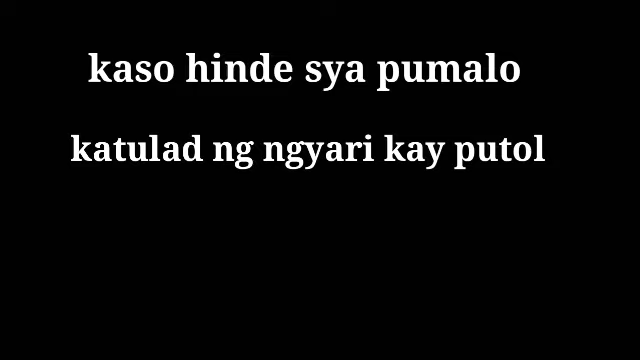 kaso hinde sya pumalo
katulad ng ngyari kay putol